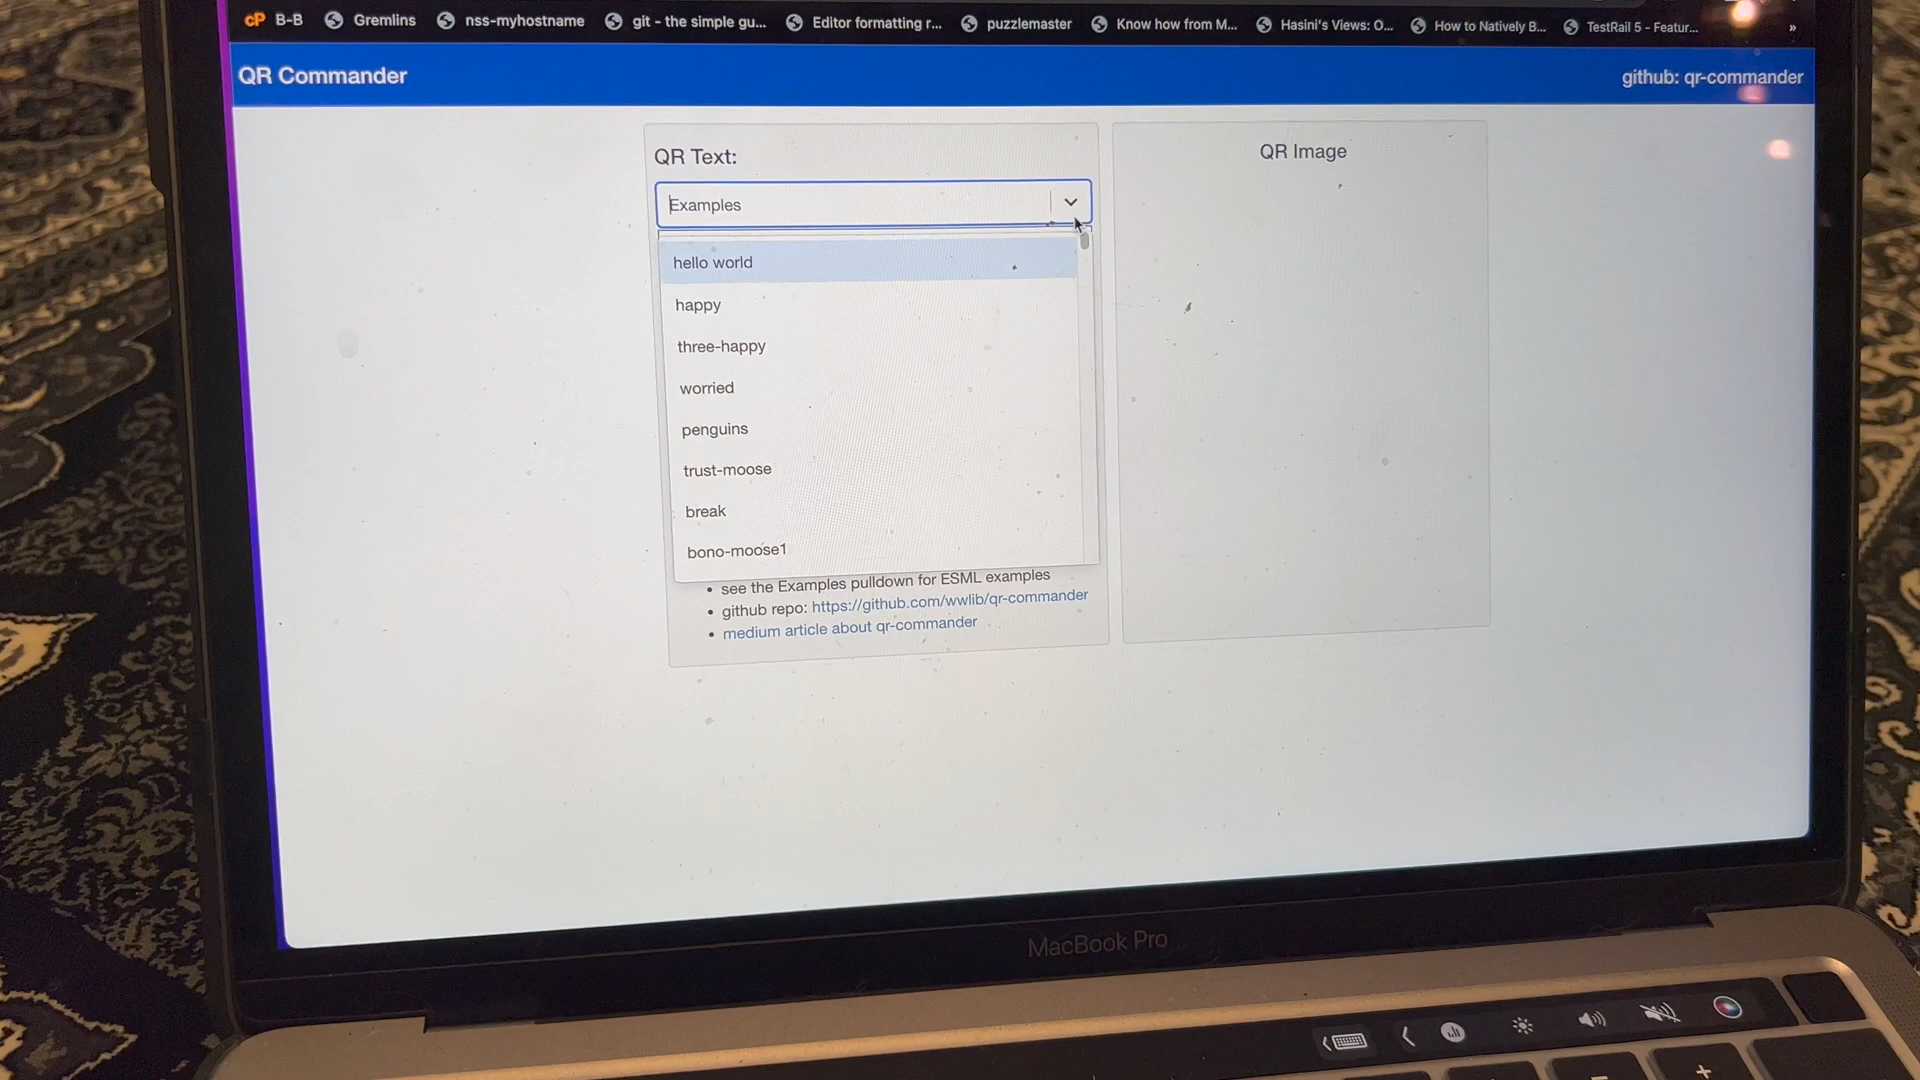 cP B-B Gremlins nss-myhostname git - the simple gu... Editor formatting r... puzzlemaster Know how from M... Hasini's Views: O... How to Natively B... TestRail 5 - Featur... »
QR Commander github: qr-commander
QR Text: QR Image
Examples
hello world
happy
three-happy
worried
penguins
trust-moose
break
bono-moose1
• see the Examples pulldown for ESML examples
• github repo: https://github.com/wwlib/qr-commander
• medium article about qr-commander
MacBook Pro